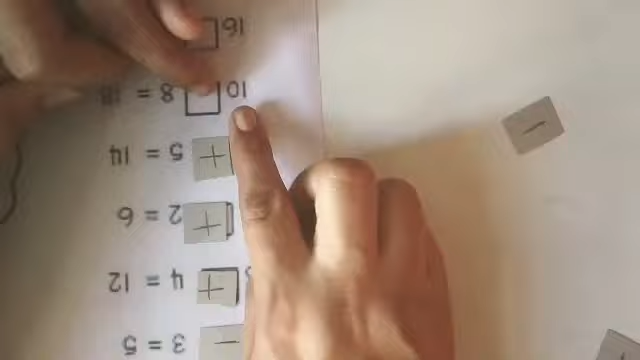 − 3 = 5
+ 4 = 12
+ 2 = 6
+ 5 = 14
10 8 = 18
16
−